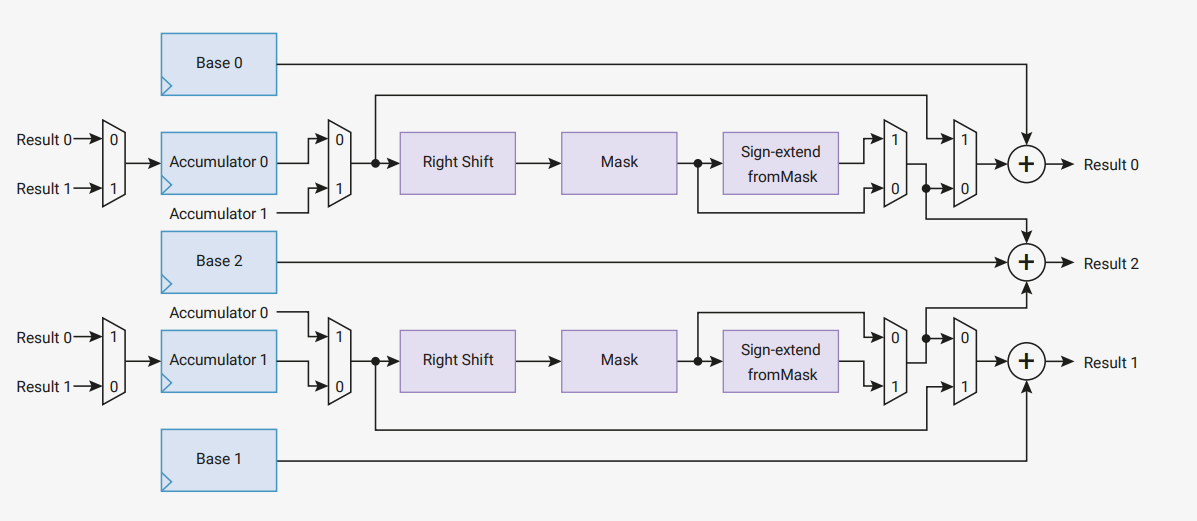 Base 0
Result 0
0
Accumulator 0
0
Right Shift
Mask
Sign-extend
fromMask
1
1
+
Result 0
Result 1
1
1
0
0
Accumulator 1
Base 2
+
Result 2
Accumulator 0
Result 0
1
Accumulator 1
1
Right Shift
Mask
Sign-extend
fromMask
0
0
+
Result 1
Result 1
0
0
1
1
Base 1